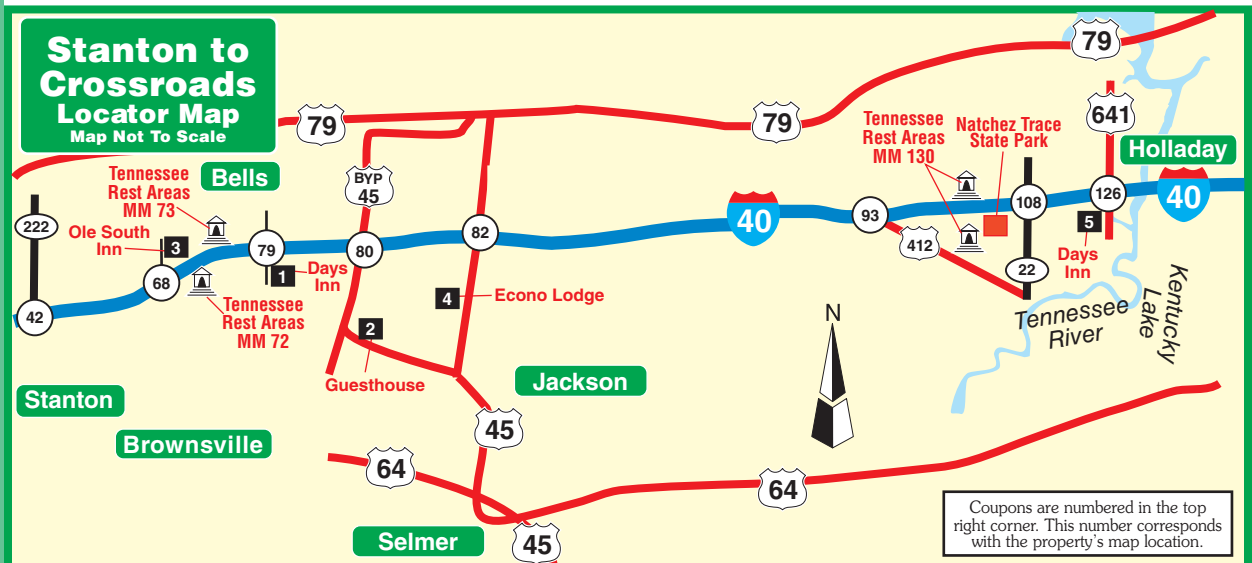 Stanton to
Crossroads
Locator Map
Map Not To Scale
79
79
79
Tennessee
Rest Areas
MM 130
Natchez Trace
State Park
641
Holladay
Bells
Tennessee
Rest Areas
MM 73
BYP
45
222
Ole South
Inn
3
68
79
1
Days
Inn
80
82
40
93
412
108
22
126
5
Days
Inn
40
42
Tennessee
Rest Areas
MM 72
4
Econo Lodge
2
Guesthouse
N
Tennessee
River
Kentucky
Lake
Stanton
Jackson
Brownsville
45
64
64
Selmer
45
Coupons are numbered in the top
right corner. This number corresponds
with the property's map location.